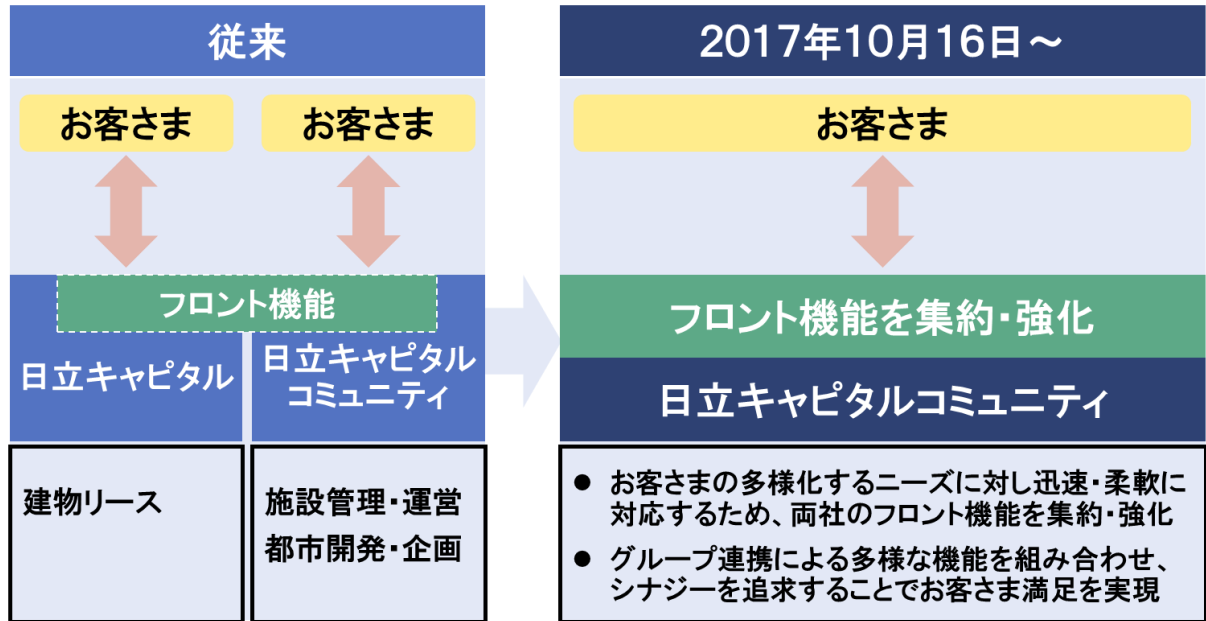 従来
お客さま
お客さま
フロント機能
日立キャピタル
日立キャピタル
コミュニティ
建物リース
施設管理・運営
都市開発・企画
2017年10月16日～
お客さま
フロント機能を集約・強化
日立キャピタルコミュニティ
● お客さまの多様化するニーズに対し迅速・柔軟に
対応するため、両社のフロント機能を集約・強化
● グループ連携による多様な機能を組み合わせ、
シナジーを追求することでお客さま満足を実現